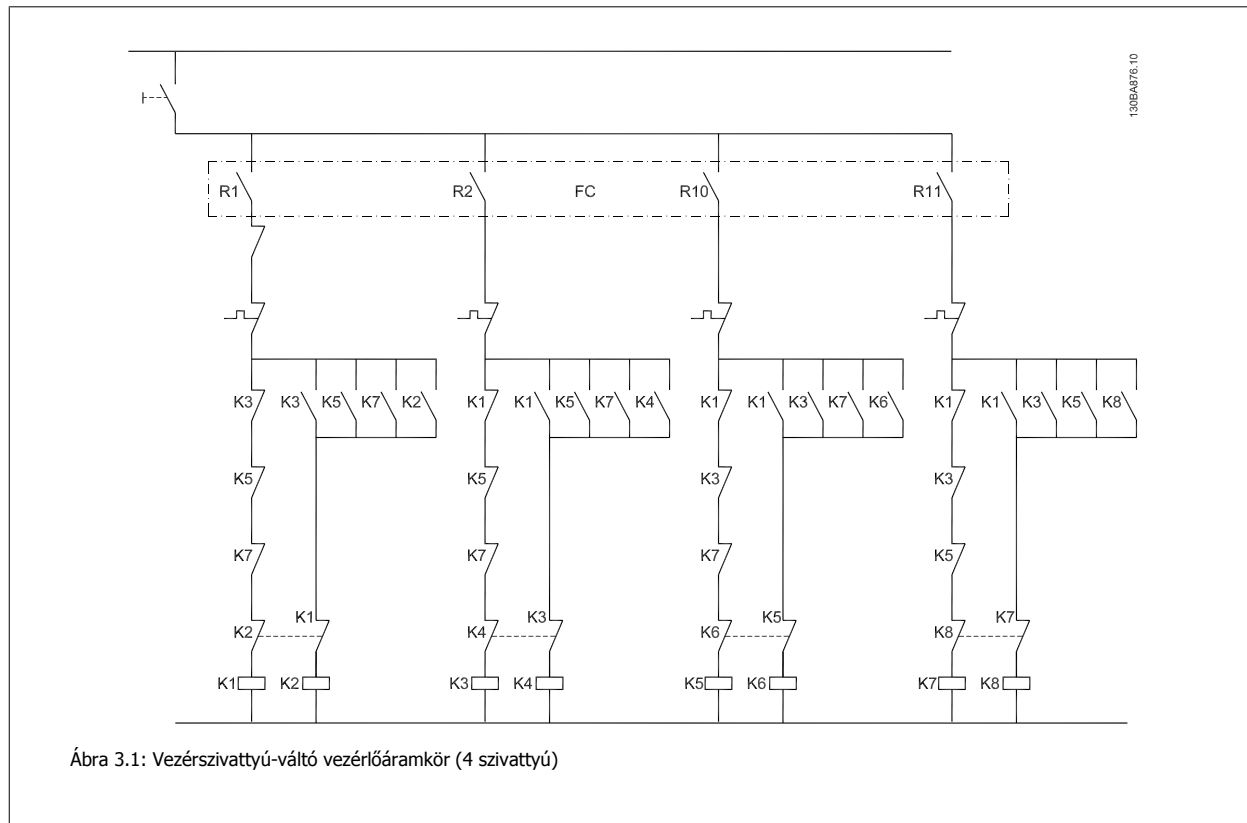 130BA876.10
R1 R2 FC R10 R11
K3 K3 K5 K7 K2 K1 K1 K5 K7 K4 K1 K1 K3 K7 K6 K1 K1 K3 K5 K8
K5 K5 K3 K3
K7 K7 K7 K5
K1 K3 K5 K7
K2 K4 K6 K8
K1 K2 K3 K4 K5 K6 K7 K8
Ábra 3.1: Vezérszivattyú-váltó vezérlőáramkör (4 szivattyú)